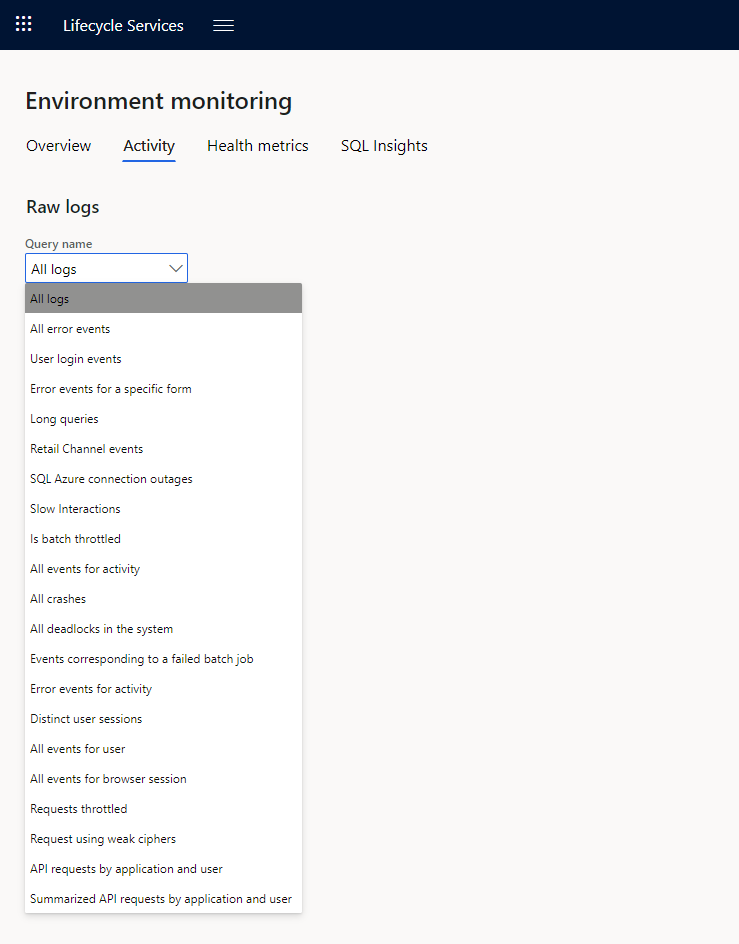 Lifecycle Services
Environment monitoring
Overview Activity Health metrics SQL Insights
Raw logs
Query name
All logs
All logs
All error events
User login events
Error events for a specific form
Long queries
Retail Channel events
SQL Azure connection outages
Slow Interactions
Is batch throttled
All events for activity
All crashes
All deadlocks in the system
Events corresponding to a failed batch job
Error events for activity
Distinct user sessions
All events for user
All events for browser session
Requests throttled
Request using weak ciphers
API requests by application and user
Summarized API requests by application and user